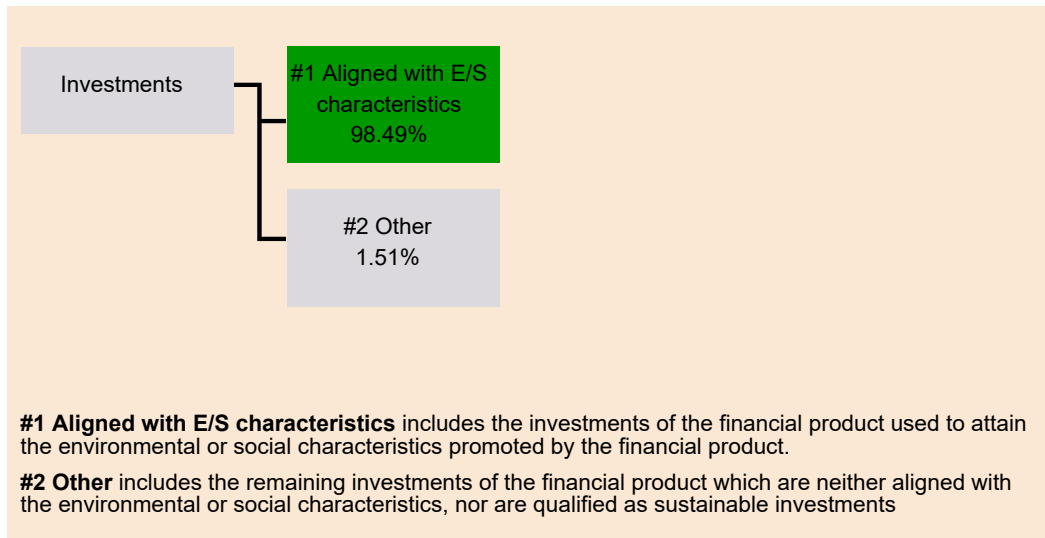 Investments
#1 Aligned with E/S
characteristics
98.49%
#2 Other
1.51%
#1 Aligned with E/S characteristics includes the investments of the financial product used to attain
the environmental or social characteristics promoted by the financial product.
#2 Other includes the remaining investments of the financial product which are neither aligned with
the environmental or social characteristics, nor are qualified as sustainable investments